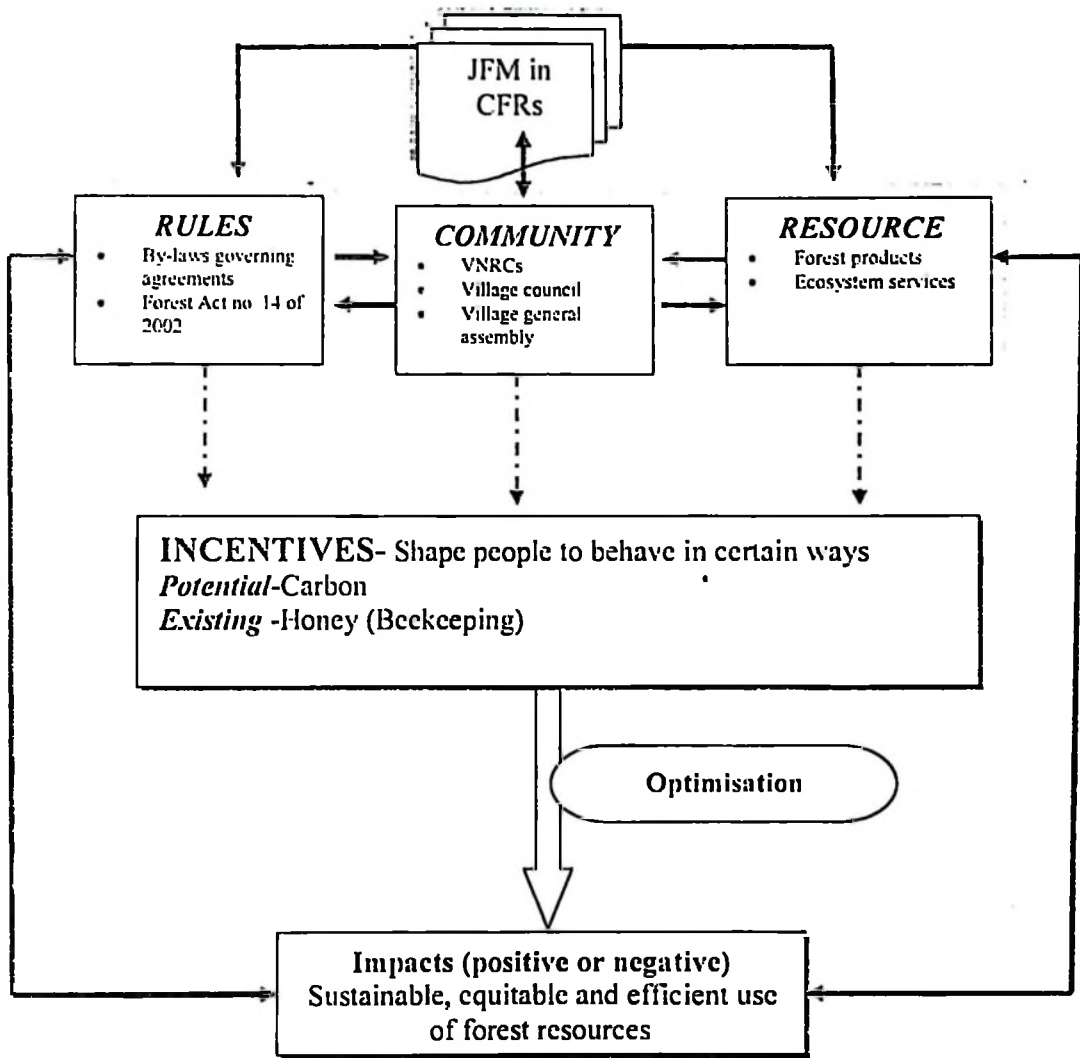 JFM in
CFRs
RULES
• By-laws governing
agreements
• Forest Act no 14 of
2002
COMMUNITY
• VNRCs
• Village council
• Village general
assembly
RESOURCE
• Forest products
• Ecosystem services
INCENTIVES- Shape people to behave in certain ways
Potential-Carbon
Existing -Honey (Beekeeping)
Optimisation
Impacts (positive or negative)
Sustainable, equitable and efficient use
of forest resources